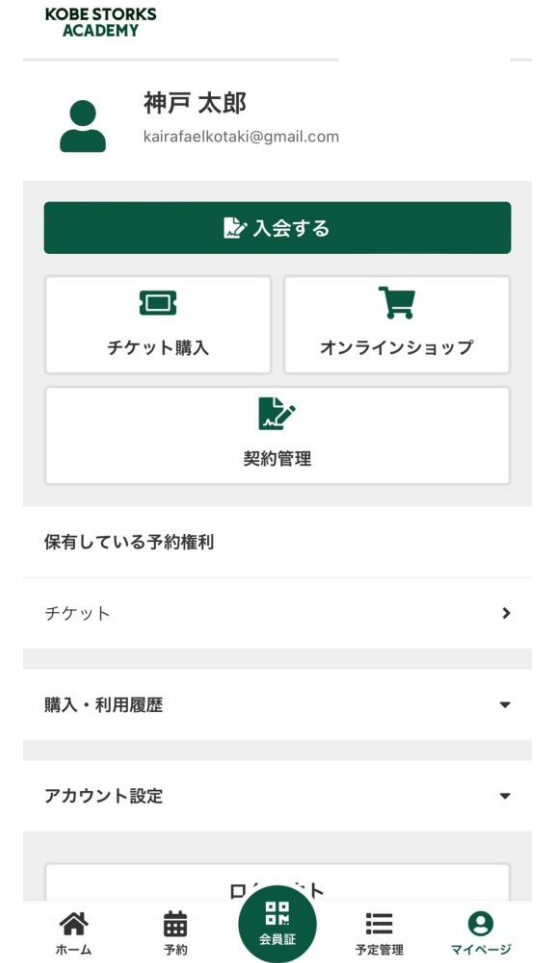 KOBE STORKS
ACADEMY
神戸 太郎
kairafaelkotaki@gmail.com
入会する
チケット購入
オンラインショップ
契約管理
保有している予約権利
チケット
購入・利用履歴
アカウント設定
ホーム
予約
会員証
予定管理
マイページ